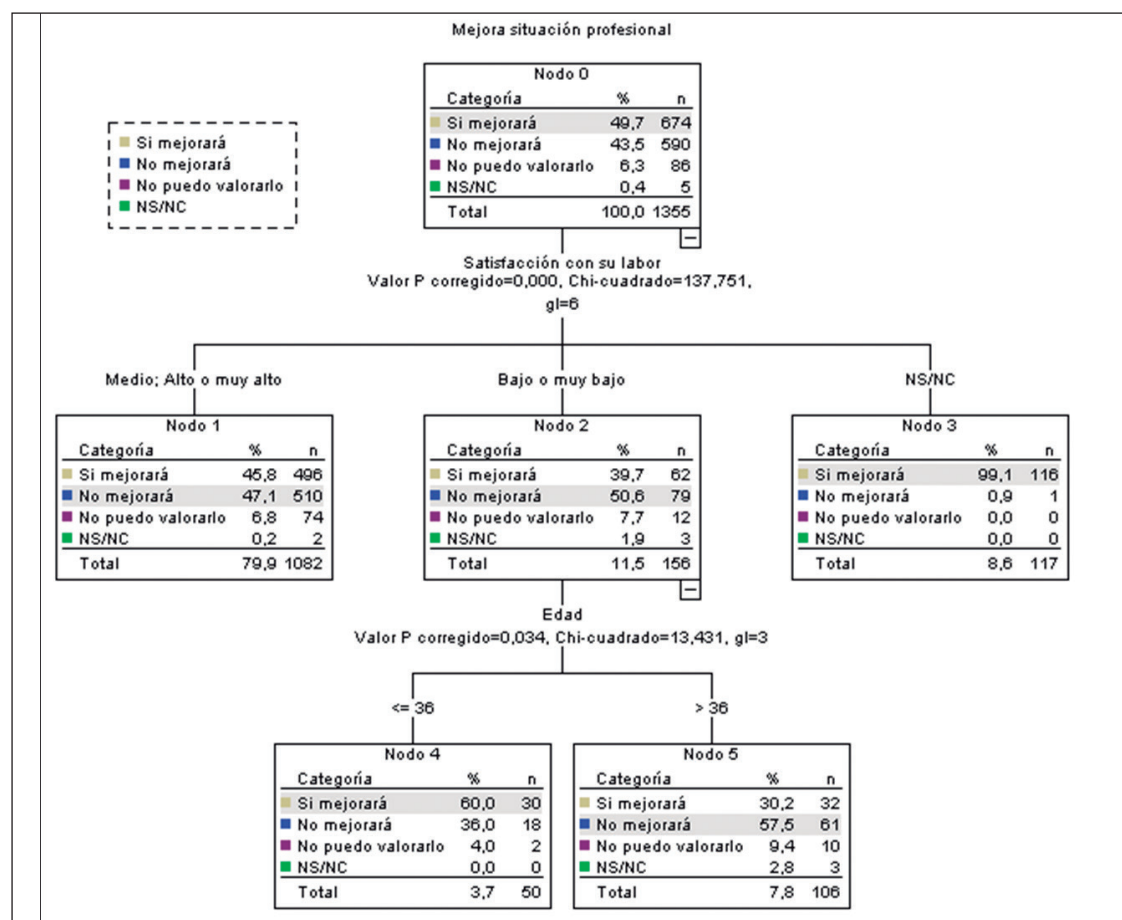 Mejora situación profesional
Si mejorará
No mejorará
No puedo valorarlo
NS/NC
Nodo 0
Categoría % n
Si mejorará 49,7 674
No mejorará 43,5 590
No puedo valorarlo 6,3 86
NS/NC 0,4 5
Total 100,0 1355
Satisfacción con su labor
Valor P corregido=0,000, Chi-cuadrado=137,751,
gl=6
Medio; Alto o muy alto
Bajo o muy bajo
NS/NC
Nodo 1
Categoría % n
Si mejorará 45,8 496
No mejorará 47,1 510
No puedo valorarlo 6,8 74
NS/NC 0,2 2
Total 79,9 1082
Nodo 2
Categoría % n
Si mejorará 39,7 62
No mejorará 50,6 79
No puedo valorarlo 7,7 12
NS/NC 1,9 3
Total 11,5 156
Nodo 3
Categoría % n
Si mejorará 99,1 116
No mejorará 0,9 1
No puedo valorarlo 0,0 0
NS/NC 0,0 0
Total 8,6 117
Edad
Valor P corregido=0,034, Chi-cuadrado=13,431, gl=3
<= 36
> 36
Nodo 4
Categoría % n
Si mejorará 60,0 30
No mejorará 36,0 18
No puedo valorarlo 4,0 2
NS/NC 0,0 0
Total 3,7 50
Nodo 5
Categoría % n
Si mejorará 30,2 32
No mejorará 57,5 61
No puedo valorarlo 9,4 10
NS/NC 2,8 3
Total 7,8 106